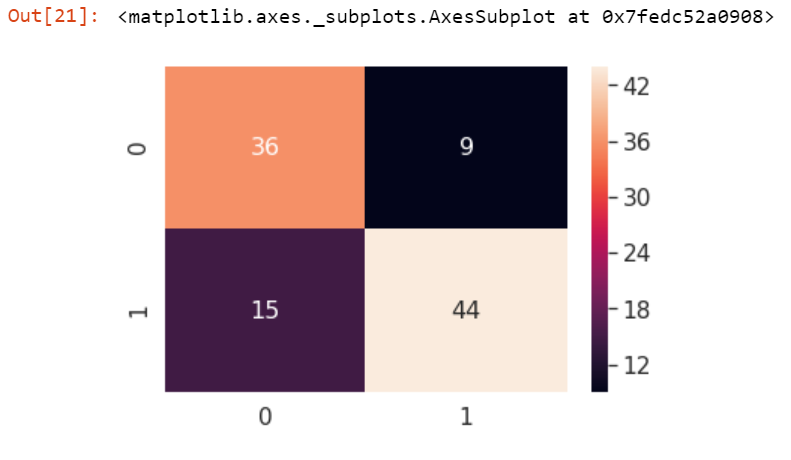 Out[21]: <matplotlib.axes._subplots.AxesSubplot at 0x7fedc52a0908>
42
0 36 9 36
30
24
1 15 44 18
12
0 1